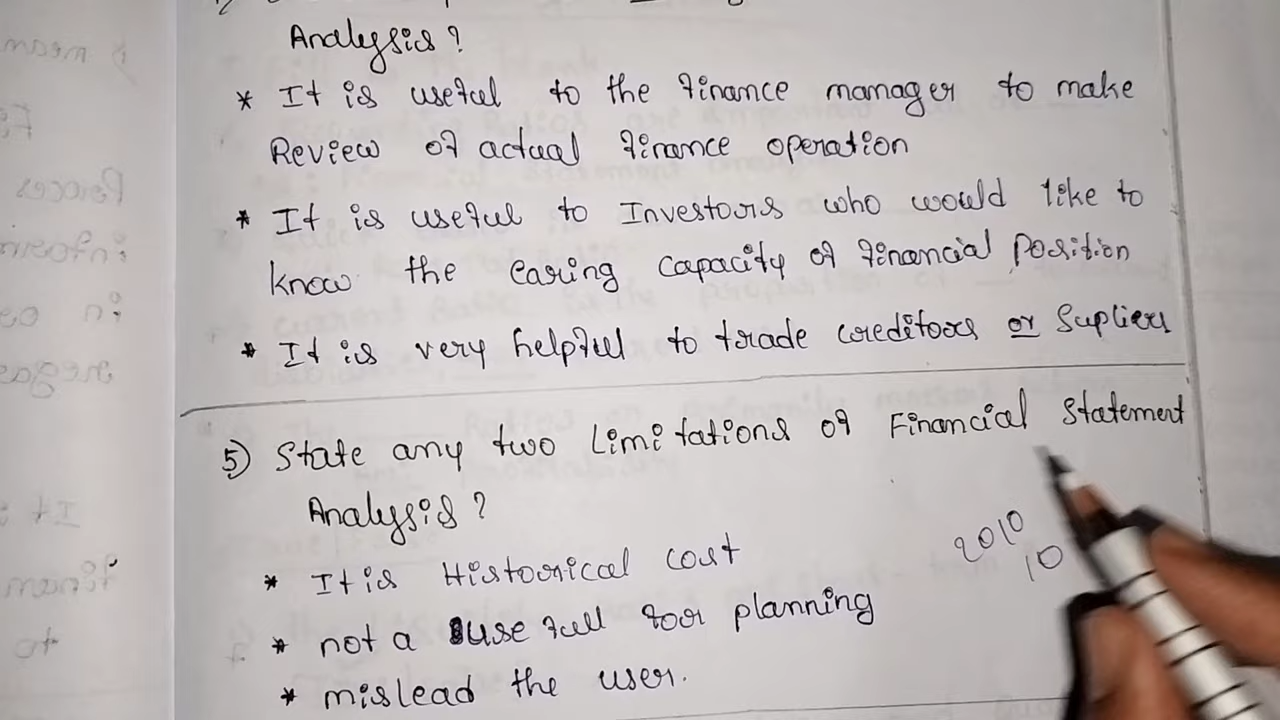 Analysis?
* It is useful to the finance manager to make
Review of actual finance operation
* It is useful to Investors who would like to
know the earing capacity of financial Position
* It is very helpful to trade creditors or Supliers
5) State any two Limitations of Financial Statement
Analysis?
* It is Historical cost
* not a usefull for planning
* mislead the user.
2010
10